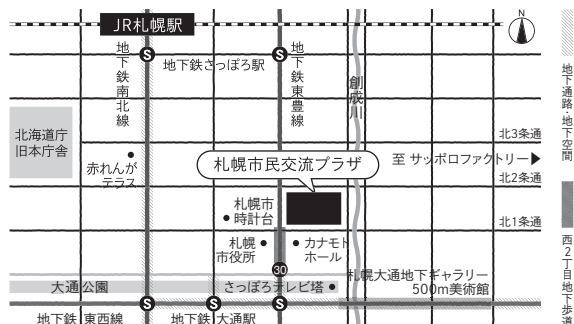 JR札幌駅
N
地下鉄南北線
S
地下鉄さっぽろ駅
S
地下鉄東豊線
創成川
地下通路・地下空間
北海道庁
旧本庁舎
赤れんが
テラス
北3条通
至 サッポロファクトリー▶
札幌市民交流プラザ
北2条通
札幌市
時計台
北1条通
札幌
市役所
カナモト
ホール
西2丁目地下歩道
30
大通公園
さっぽろテレビ塔
札幌大通地下ギャラリー
500m美術館
S
S
S
地下鉄 東西線
地下鉄 大通駅